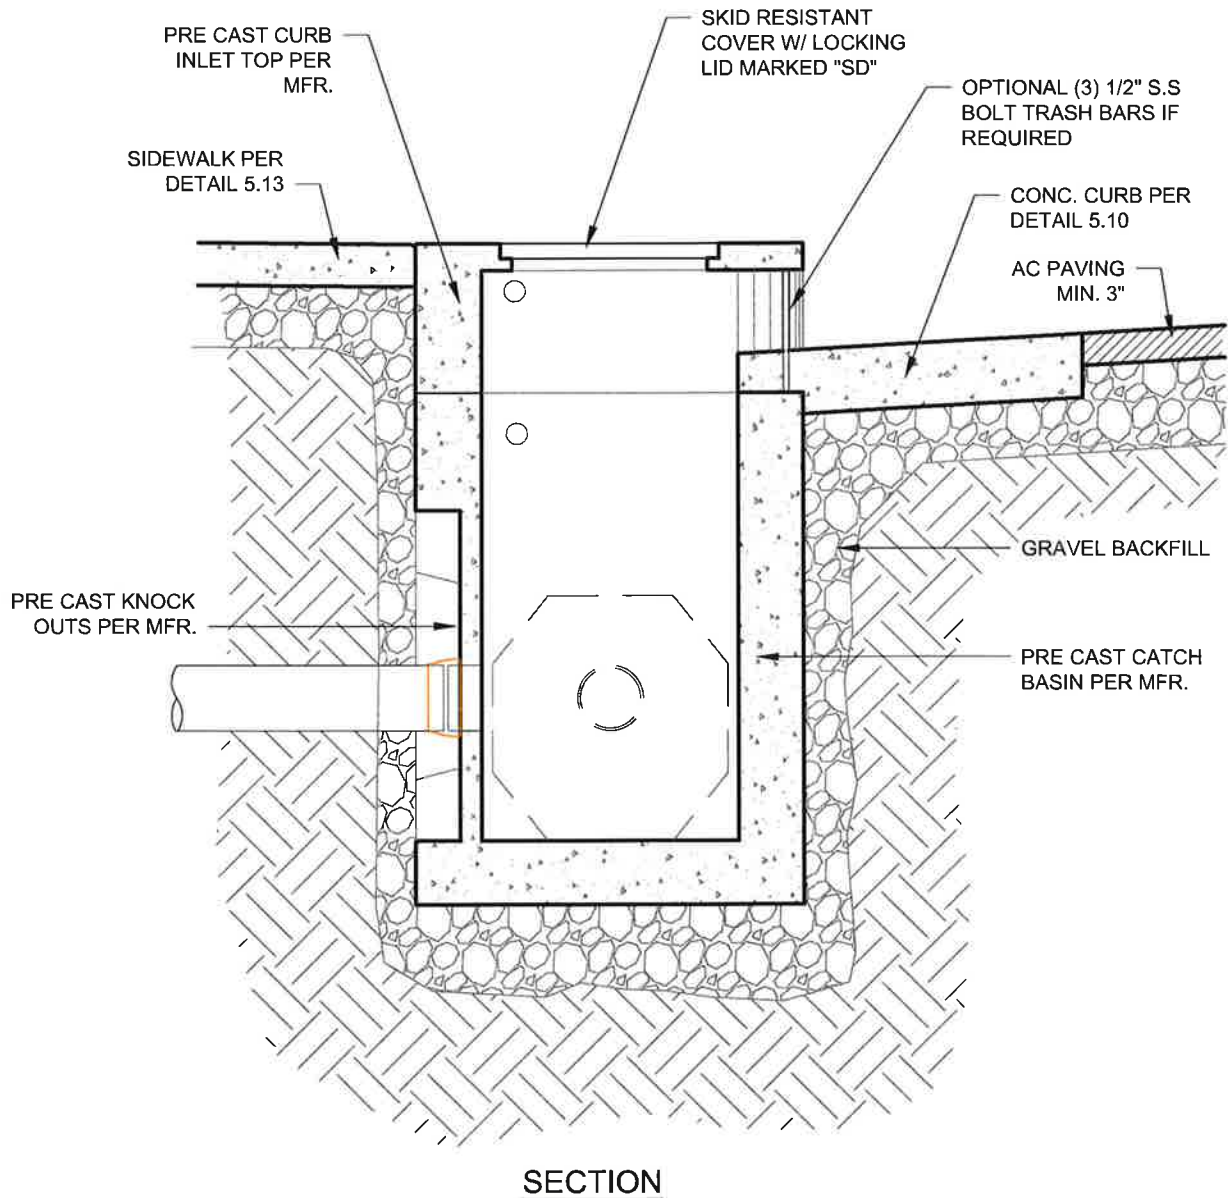 PRE CAST CURB
INLET TOP PER
MFR.
SKID RESISTANT
COVER W/ LOCKING
LID MARKED "SD"
OPTIONAL (3) 1/2" S.S
BOLT TRASH BARS IF
REQUIRED
SIDEWALK PER
DETAIL 5.13
CONC. CURB PER
DETAIL 5.10
AC PAVING
MIN. 3"
GRAVEL BACKFILL
PRE CAST KNOCK
OUTS PER MFR.
PRE CAST CATCH
BASIN PER MFR.
SECTION